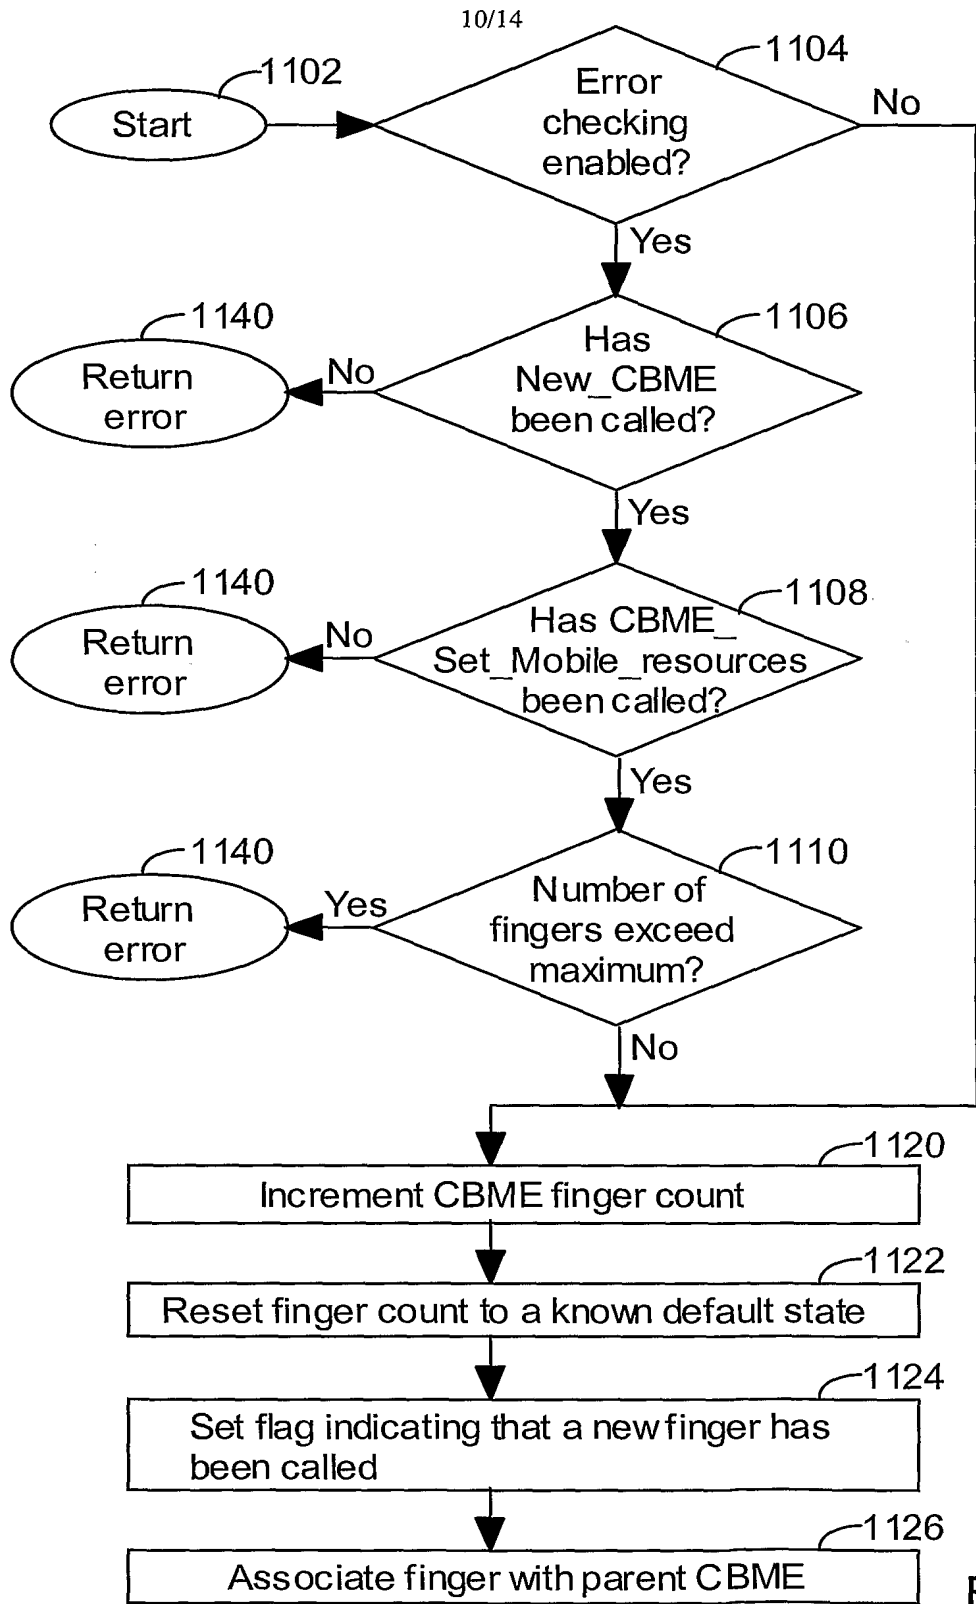 10/14
1102
Start
1104
Error
checking
enabled?
No
Yes
1140
Return
error
No
1106
Has
New_CBME
been called?
Yes
1140
Return
error
No
1108
Has CBME_
Set_Mobile_resources
been called?
Yes
1140
Return
error
Yes
1110
Number of
fingers exceed
maximum?
No
1120
Increment CBME finger count
1122
Reset finger count to a known default state
1124
Set flag indicating that a new finger has
been called
1126
Associate finger with parent CBME